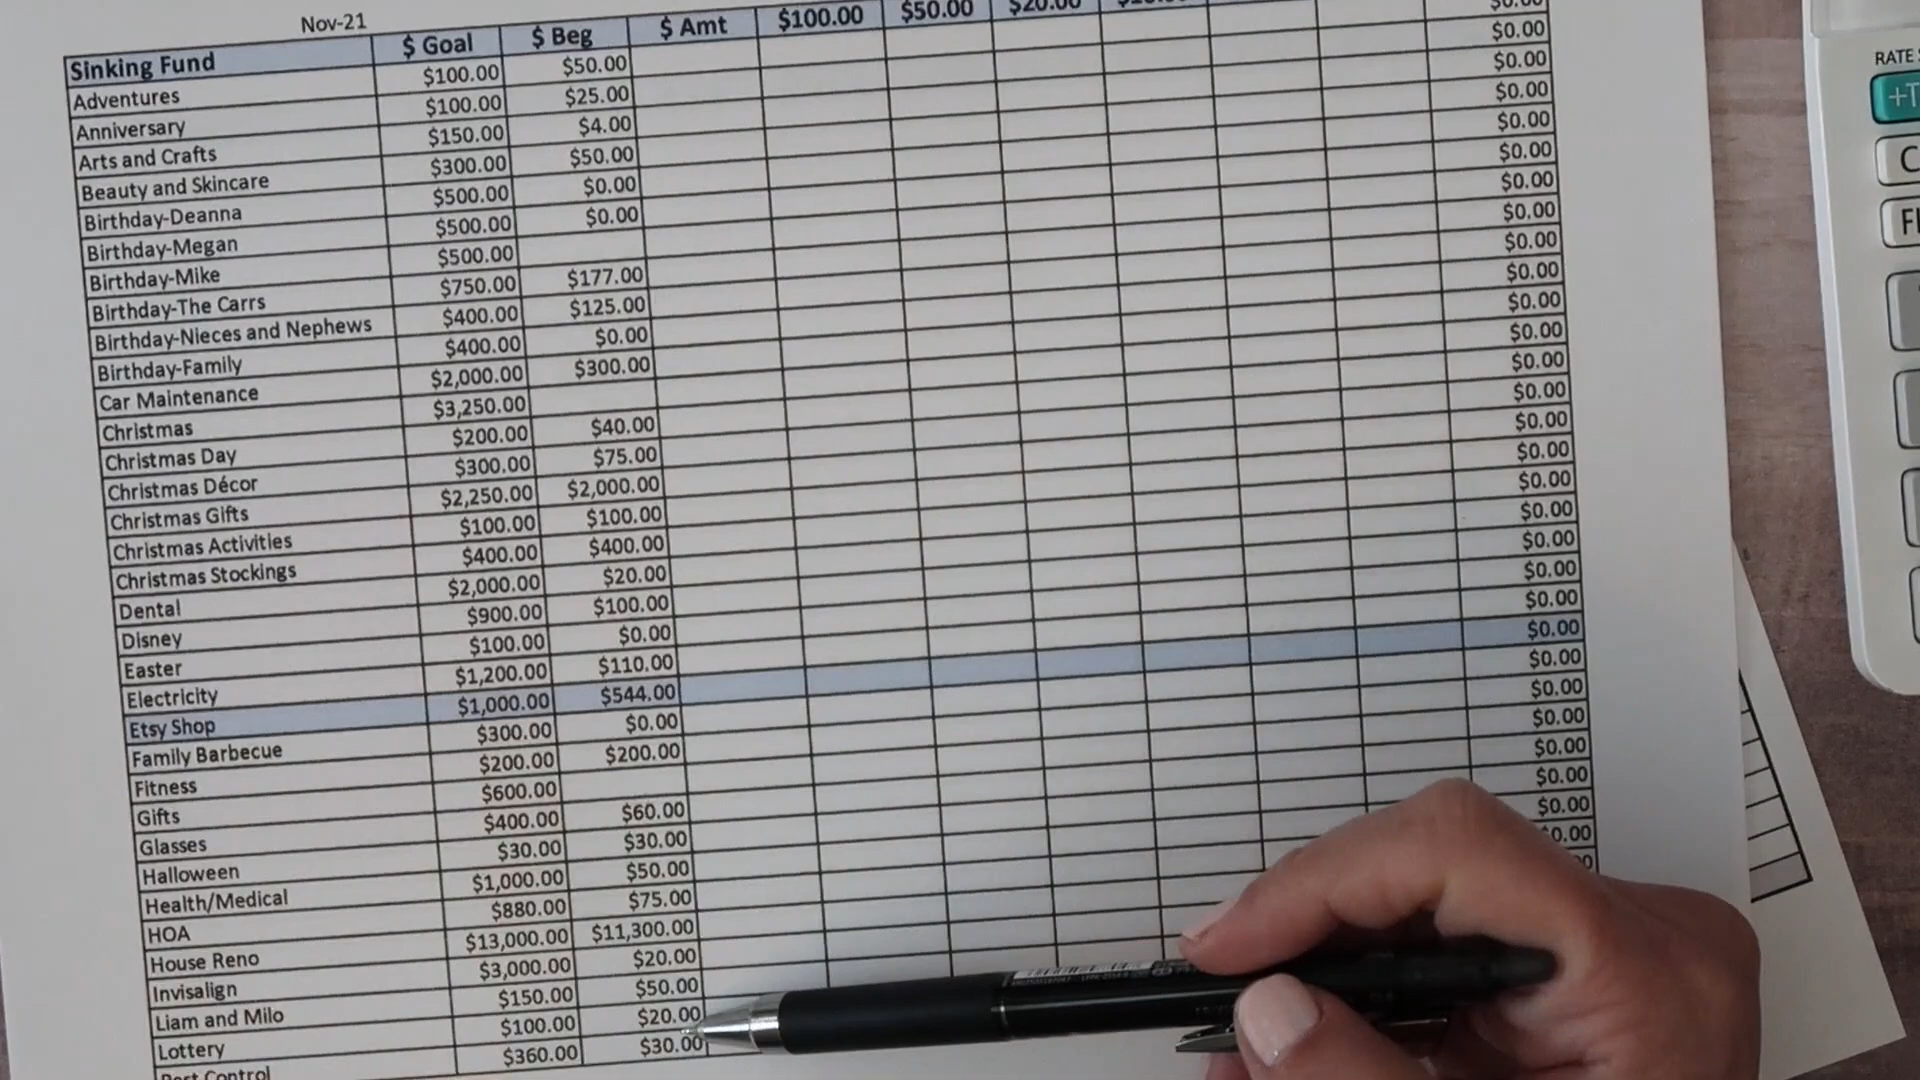 Nov-21
Sinking Fund $ Goal $ Beg $ Amt $100.00 $50.00 $20.00
Adventures $100.00 $50.00 $0.00
Anniversary $100.00 $25.00 $0.00
Arts and Crafts $150.00 $4.00 $0.00
Beauty and Skincare $300.00 $50.00 $0.00
Birthday-Deanna $500.00 $0.00 $0.00
Birthday-Megan $500.00 $0.00 $0.00
Birthday-Mike $500.00 $0.00
Birthday-The Carrs $750.00 $177.00 $0.00
Birthday-Nieces and Nephews $400.00 $125.00 $0.00
Birthday-Family $400.00 $0.00 $0.00
Car Maintenance $2,000.00 $300.00 $0.00
Christmas $3,250.00 $0.00
Christmas Day $200.00 $40.00 $0.00
Christmas Décor $300.00 $75.00 $0.00
Christmas Gifts $2,250.00 $2,000.00 $0.00
Christmas Activities $100.00 $100.00 $0.00
Christmas Stockings $400.00 $400.00 $0.00
Dental $2,000.00 $20.00 $0.00
Disney $900.00 $100.00 $0.00
Easter $100.00 $0.00 $0.00
Electricity $1,200.00 $110.00 $0.00
Etsy Shop $1,000.00 $544.00 $0.00
Family Barbecue $300.00 $0.00 $0.00
Fitness $200.00 $200.00 $0.00
Gifts $600.00 $0.00
Glasses $400.00 $60.00 $0.00
Halloween $30.00 $30.00 $0.00
Health/Medical $1,000.00 $50.00 $0.00
HOA $880.00 $75.00 0.00
House Reno $13,000.00 $11,300.00
Invisalign $3,000.00 $20.00
Liam and Milo $150.00 $50.00
Lottery $100.00 $20.00
Pest Control $360.00 $30.00
RATE
+T
C